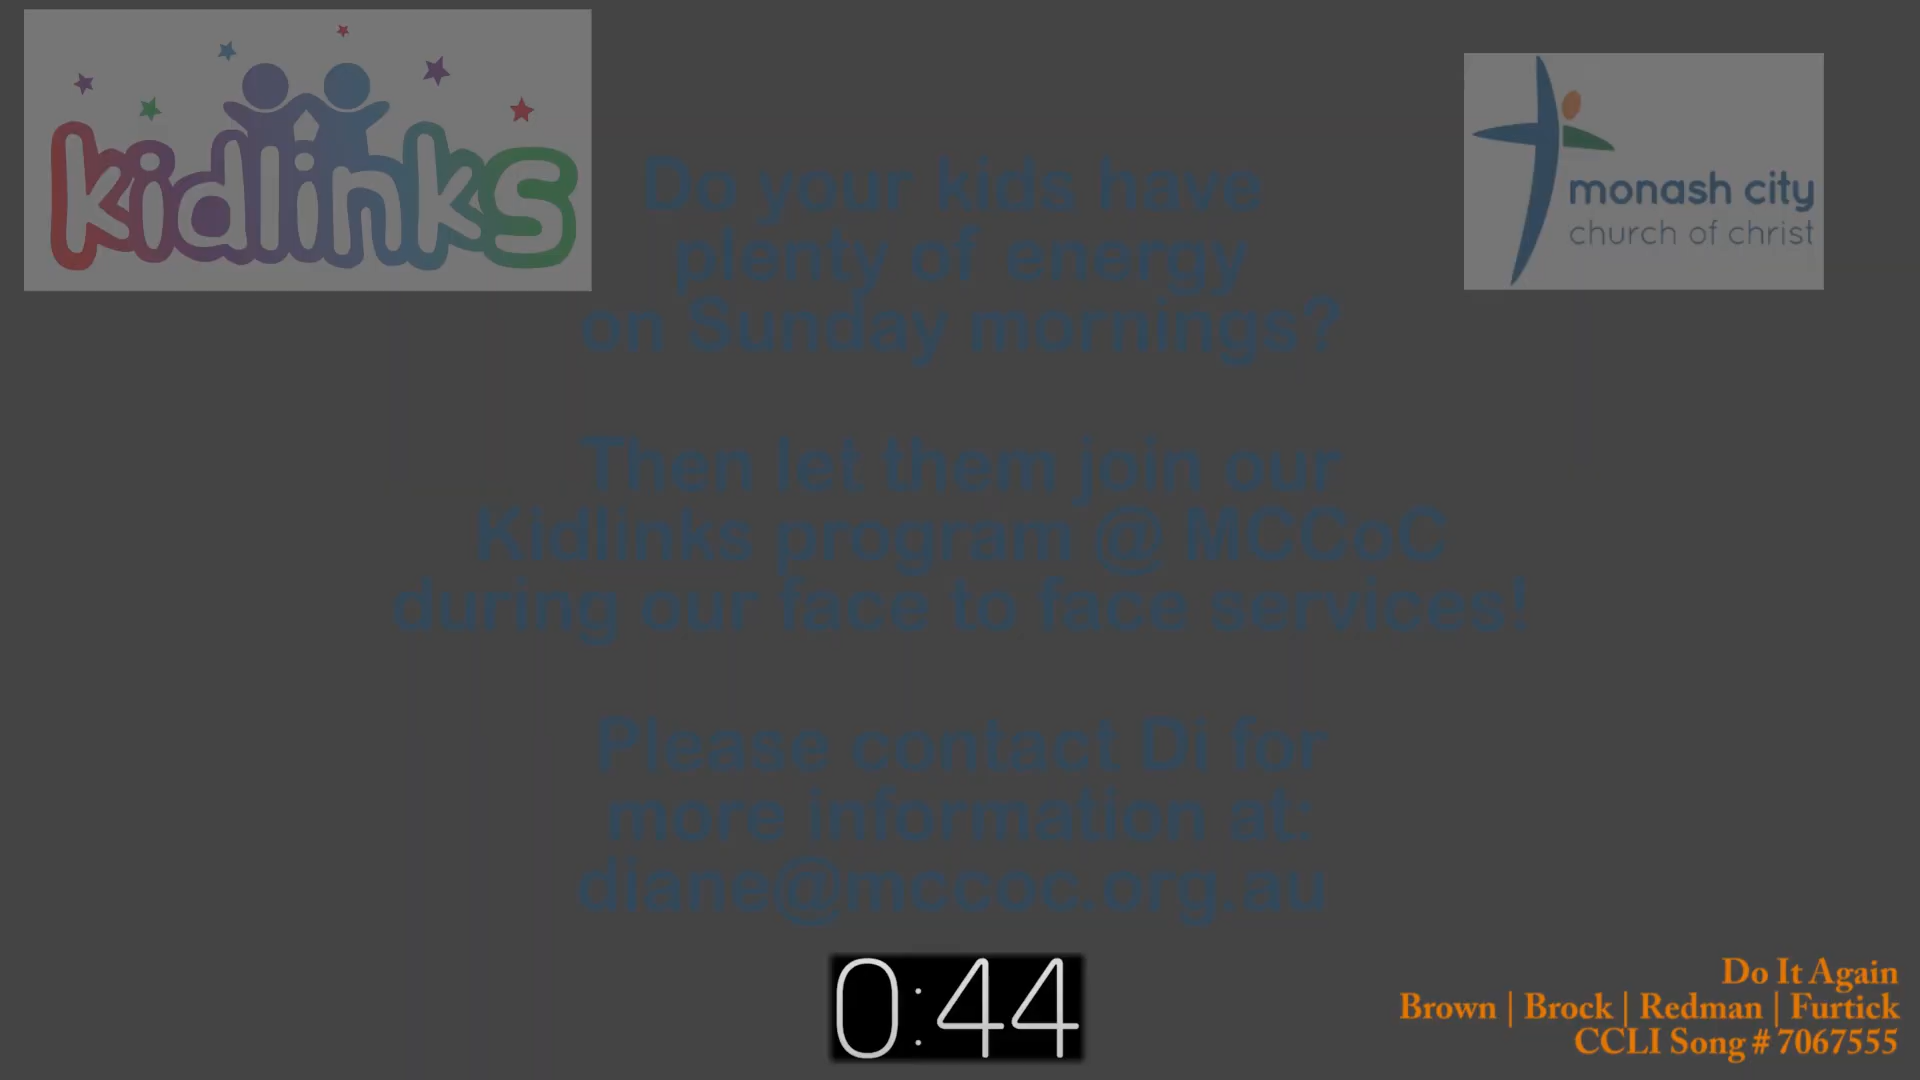 kidlinks
monash city
church of christ
Do your kids have
plenty of energy
on Sunday mornings?
Then let them join our
Kidlinks program @ MCCoC
during our face to face services!
Please contact Di for
more information at:
diane@mccoc.org.au
0:44
Do It Again
Brown | Brock | Redman | Furtick
CCLI Song # 7067555